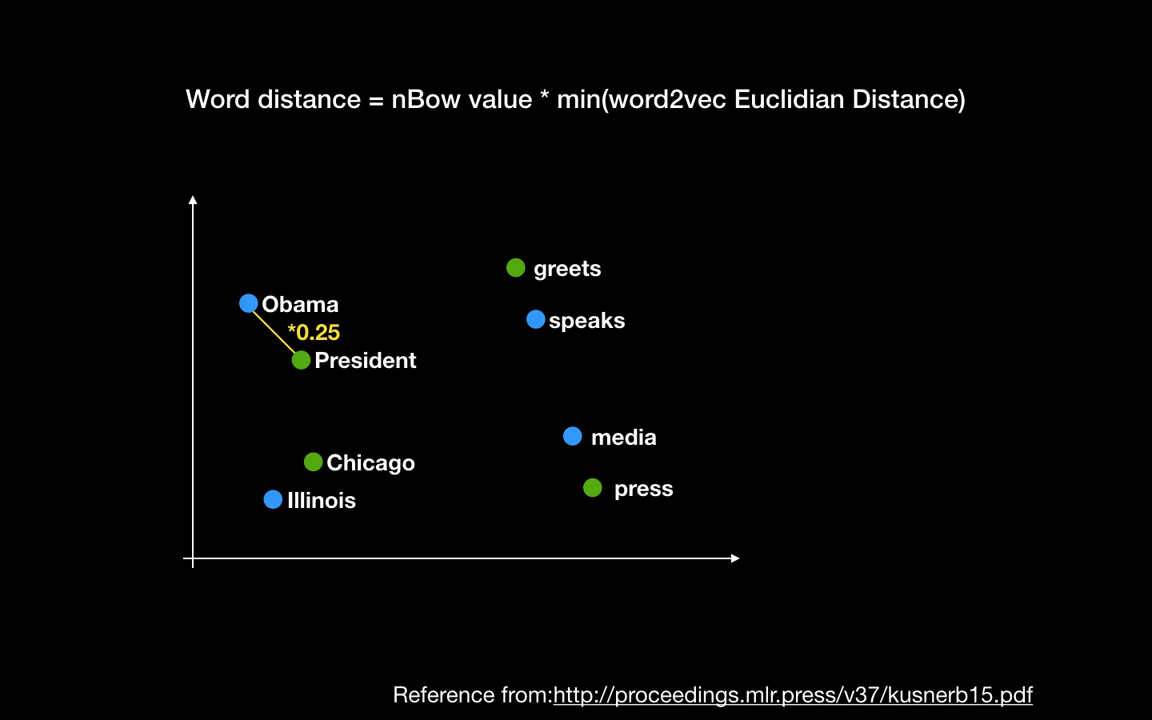 Word distance = nBow value * min(word2vec Euclidian Distance)
greets
Obama
speaks
*0.25
President
media
Chicago
press
Illinois
Reference from:http://proceedings.mlr.press/v37/kusnerb15.pdf